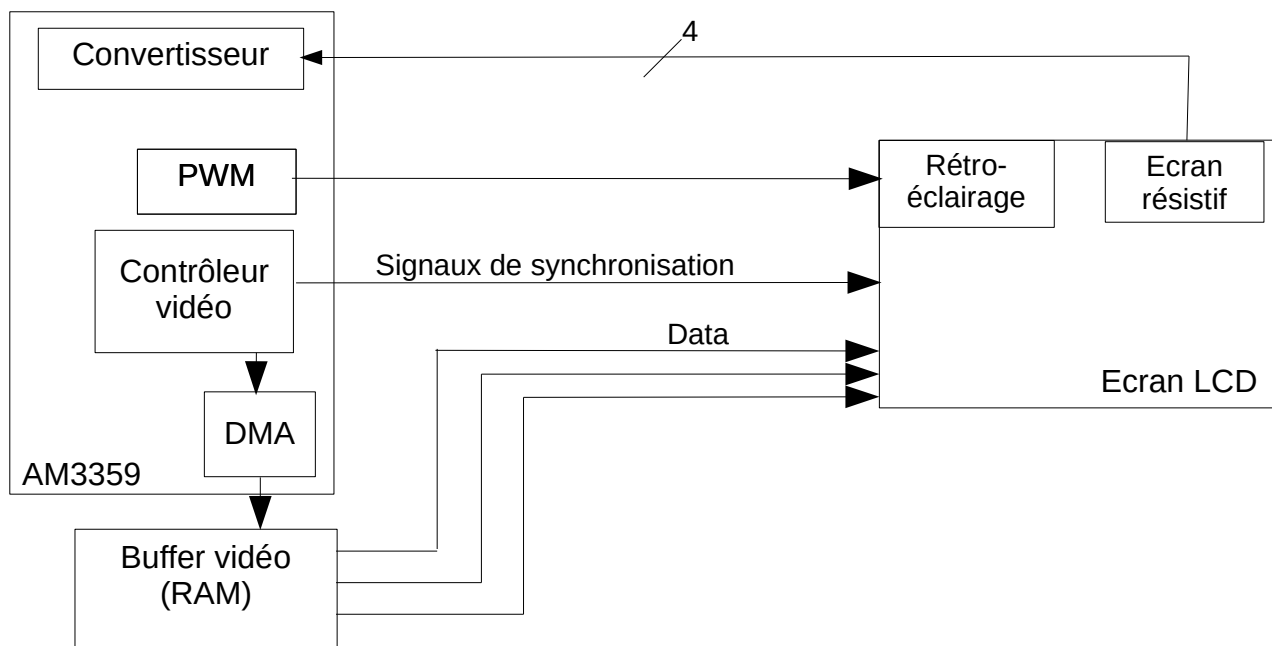 Convertisseur
4
PWM
Rétro-
éclairage
Ecran
résistif
Contrôleur
vidéo
Signaux de synchronisation
Data
Ecran LCD
DMA
AM3359
Buffer vidéo
(RAM)